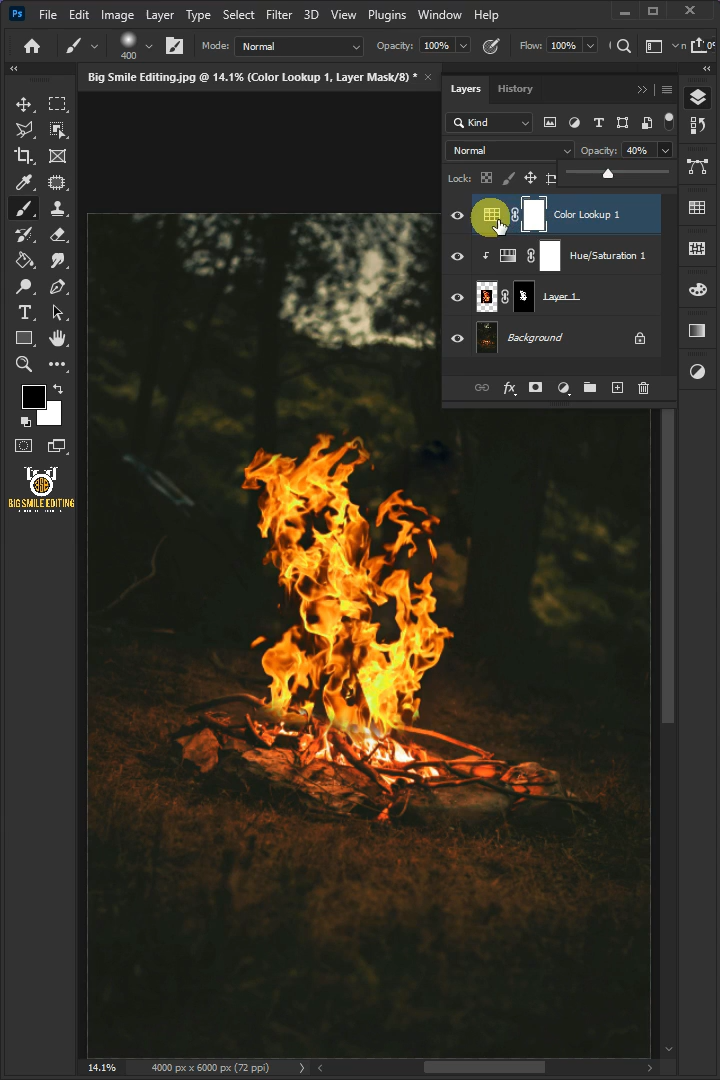 Ps File Edit Image Layer Type Select Filter 3D View Plugins Window Help
400 Mode: Normal Opacity: 100% Flow: 100% 0°
Big Smile Editing.jpg @ 14.1% (Color Lookup 1, Layer Mask/8) *
Layers History
Kind
Normal Opacity: 40%
Lock:
Color Lookup 1
Hue/Saturation 1
Layer 1
Background
fx
BIG SMILE EDITING
14.1% 4000 px x 6000 px (72 ppi)